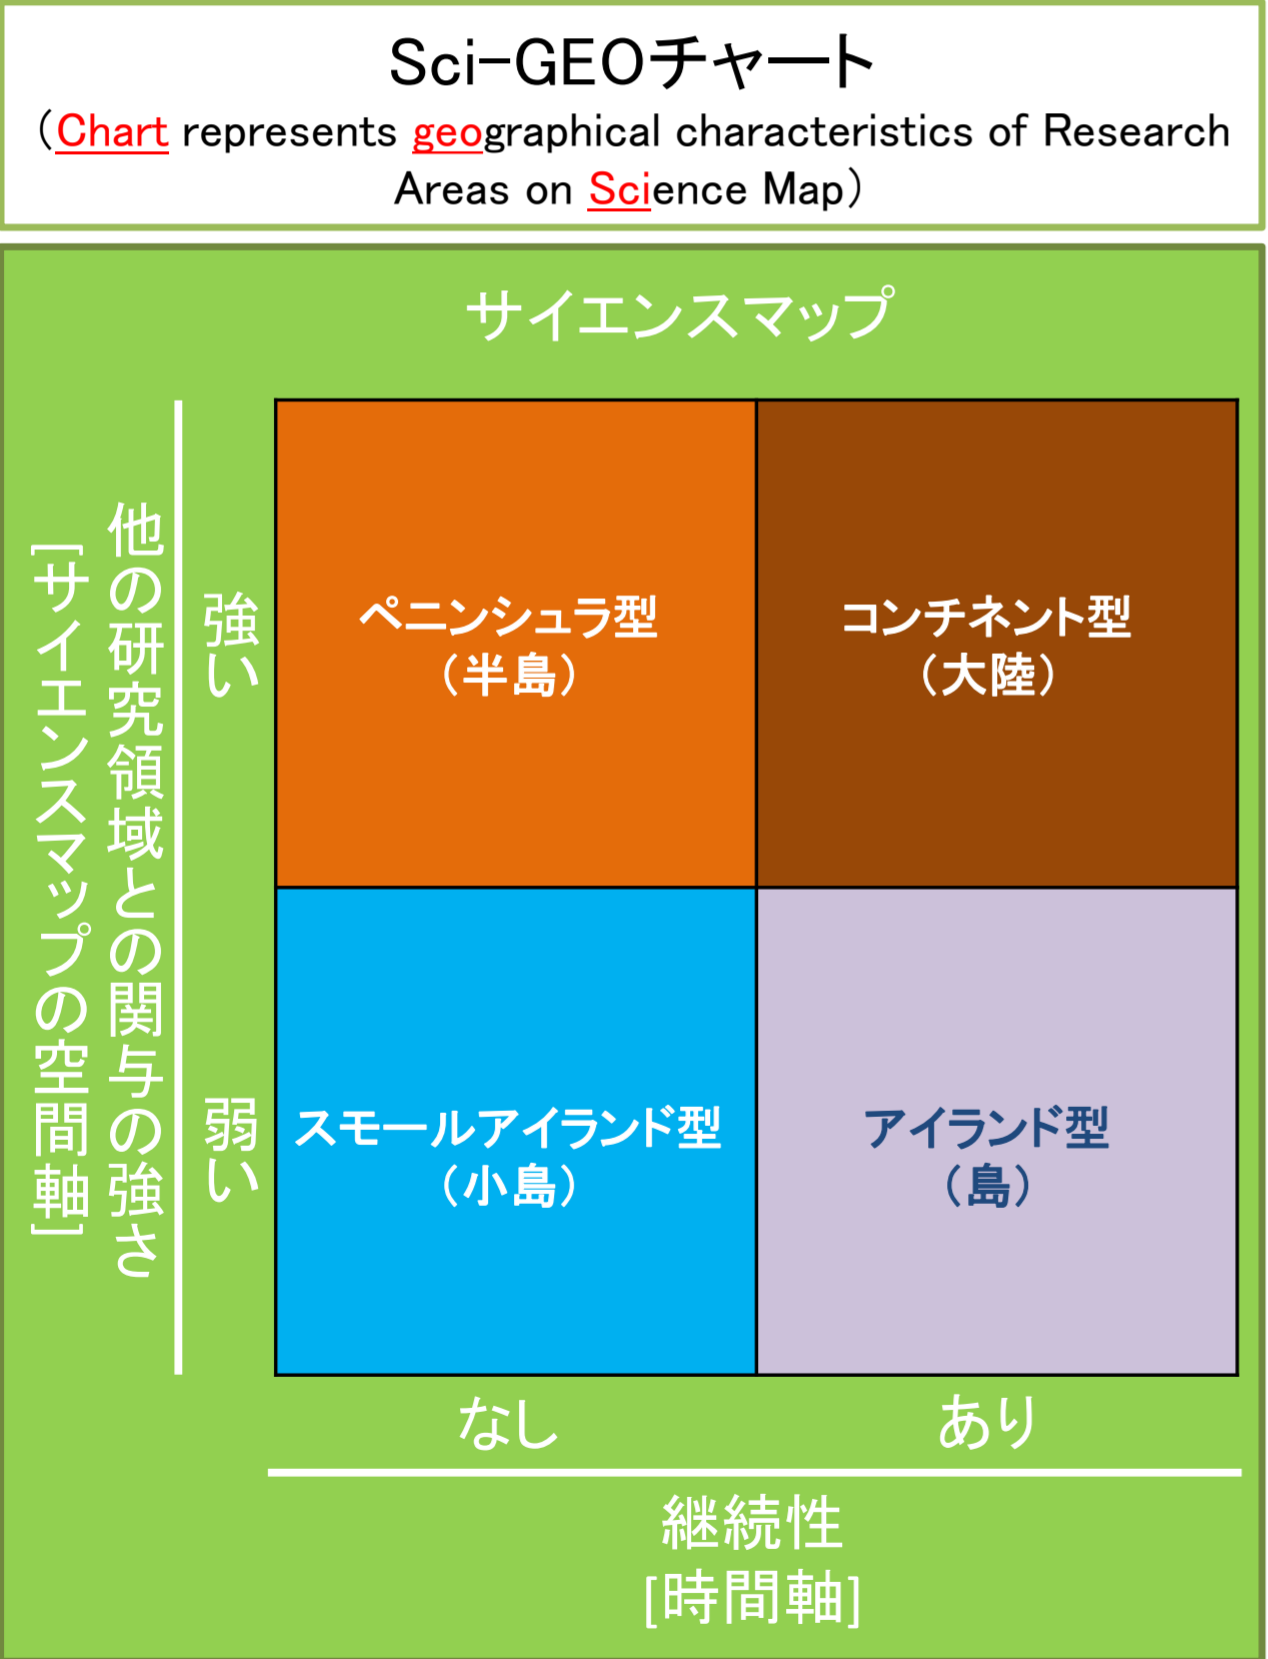 Sci-GEOチャート
（Chart represents geographical characteristics of Research
Areas on Science Map）
サイエンスマップ
他の研究領域との関与の強さ
[サイエンスマップの空間軸]
強い
ペニンシュラ型
（半島）
コンチネント型
（大陸）
弱い
スモールアイランド型
（小島）
アイランド型
（島）
なし
あり
継続性
[時間軸]